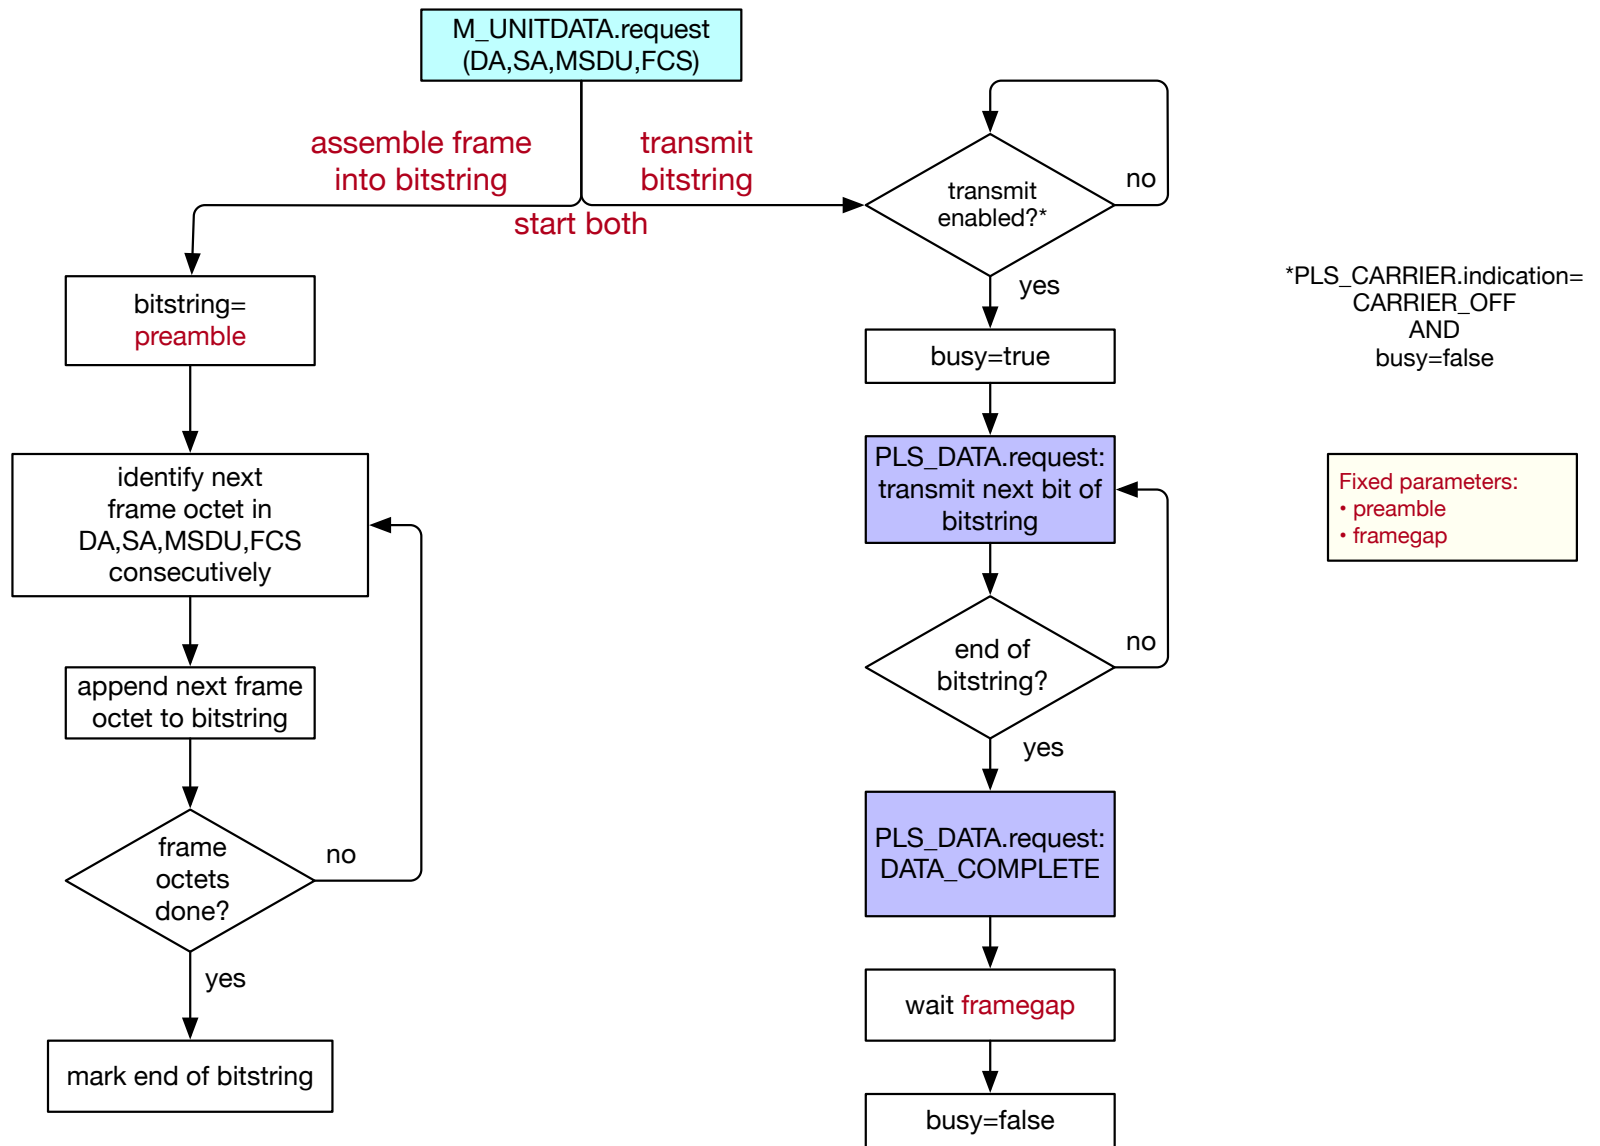 M_UNITDATA.request
(DA,SA,MSDU,FCS)
assemble frame
into bitstring
transmit
bitstring
start both
bitstring=
preamble
identify next
frame octet in
DA,SA,MSDU,FCS
consecutively
append next frame
octet to bitstring
frame
octets
done?
no
yes
mark end of bitstring
transmit
enabled?*
no
yes
busy=true
PLS_DATA.request:
transmit next bit of
bitstring
end of
bitstring?
no
yes
PLS_DATA.request:
DATA_COMPLETE
wait framegap
busy=false
*PLS_CARRIER.indication=
CARRIER_OFF
AND
busy=false
Fixed parameters:
• preamble
• framegap